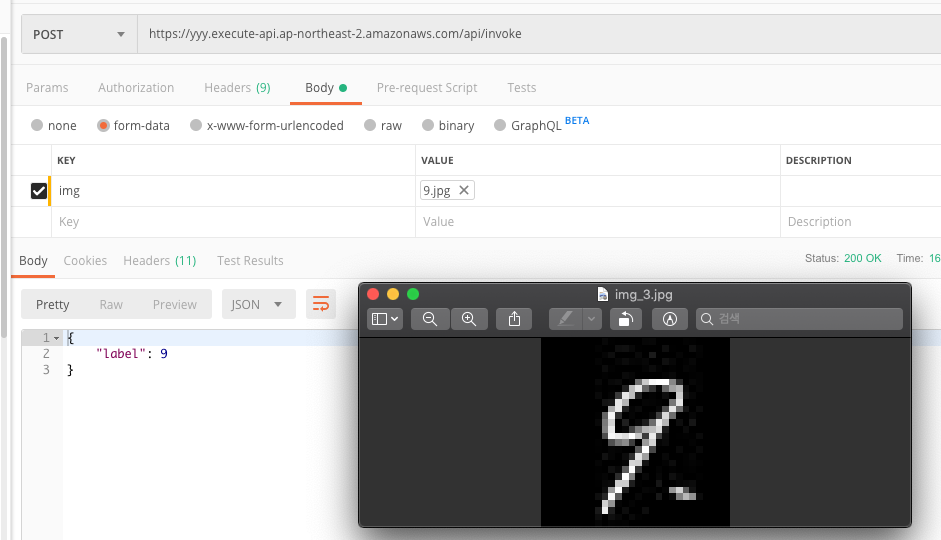 POST https://yyy.execute-api.ap-northeast-2.amazonaws.com/api/invoke
Params Authorization Headers (9) Body Pre-request Script Tests
none form-data x-www-form-urlencoded raw binary GraphQL BETA
KEY VALUE DESCRIPTION
img 9.jpg
Key Value Description
Body Cookies Headers (11) Test Results Status: 200 OK Time: 16
Pretty Raw Preview JSON
1 {
2 "label": 9
3 }
img_3.jpg
검색
9